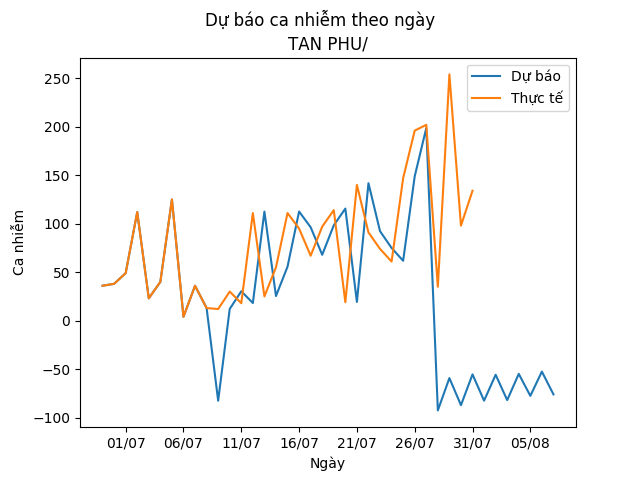 Dự báo ca nhiễm theo ngày
TAN PHU/
Dự báo
Thực tế
Ca nhiễm
250
200
150
100
50
0
−50
−100
01/07 06/07 11/07 16/07 21/07 26/07 31/07 05/08
Ngày